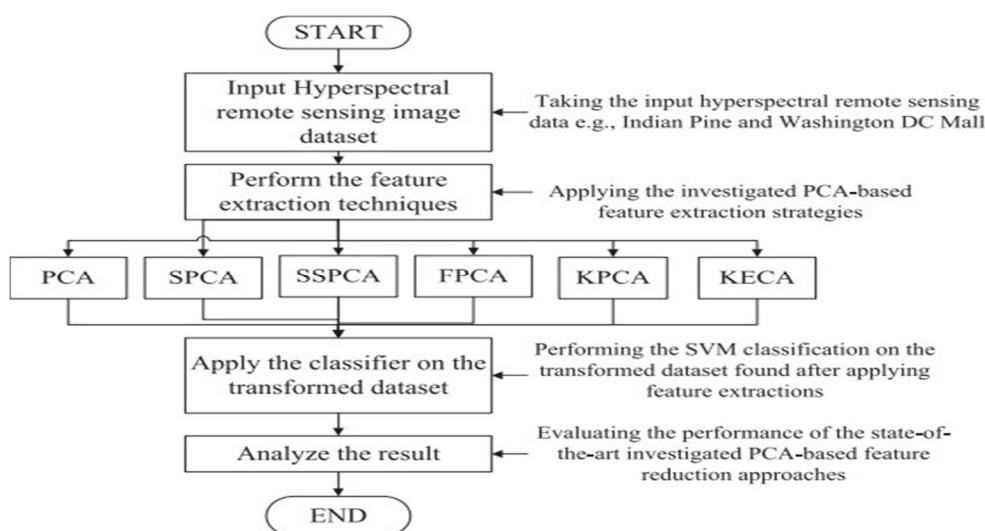 START
Input Hyperspectral
remote sensing image
dataset
Taking the input hyperspectral remote sensing
data e.g., Indian Pine and Washington DC Mall
Perform the feature
extraction techniques
Applying the investigated PCA-based
feature extraction strategies
PCA
SPCA
SSPCA
FPCA
KPCA
KECA
Apply the classifier on the
transformed dataset
Performing the SVM classification on the
transformed dataset found after applying
feature extractions
Analyze the result
Evaluating the performance of the state-of-
the-art investigated PCA-based feature
reduction approaches
END